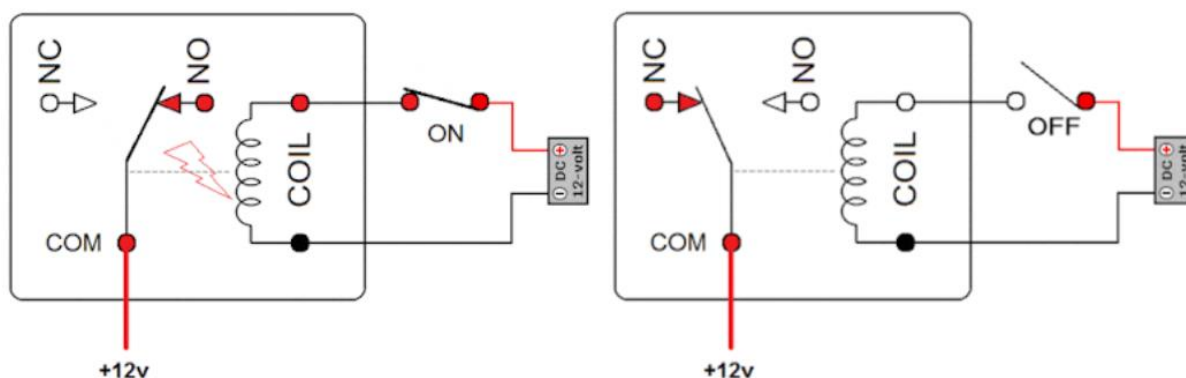 NC
NO
COIL
COM
ON
DC
12-volt
+12v
NC
NO
COIL
COM
OFF
DC
12-volt
+12v